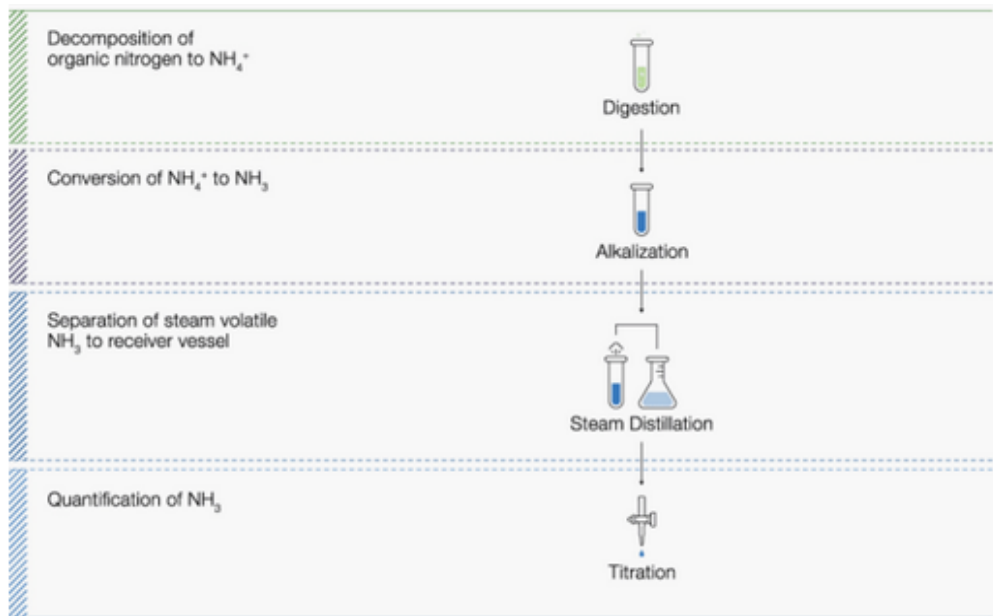 Decomposition of
organic nitrogen to NH₄⁺
Digestion
Conversion of NH₄⁺ to NH₃
Alkalization
Separation of steam volatile
NH₃ to receiver vessel
Steam Distillation
Quantification of NH₃
Titration